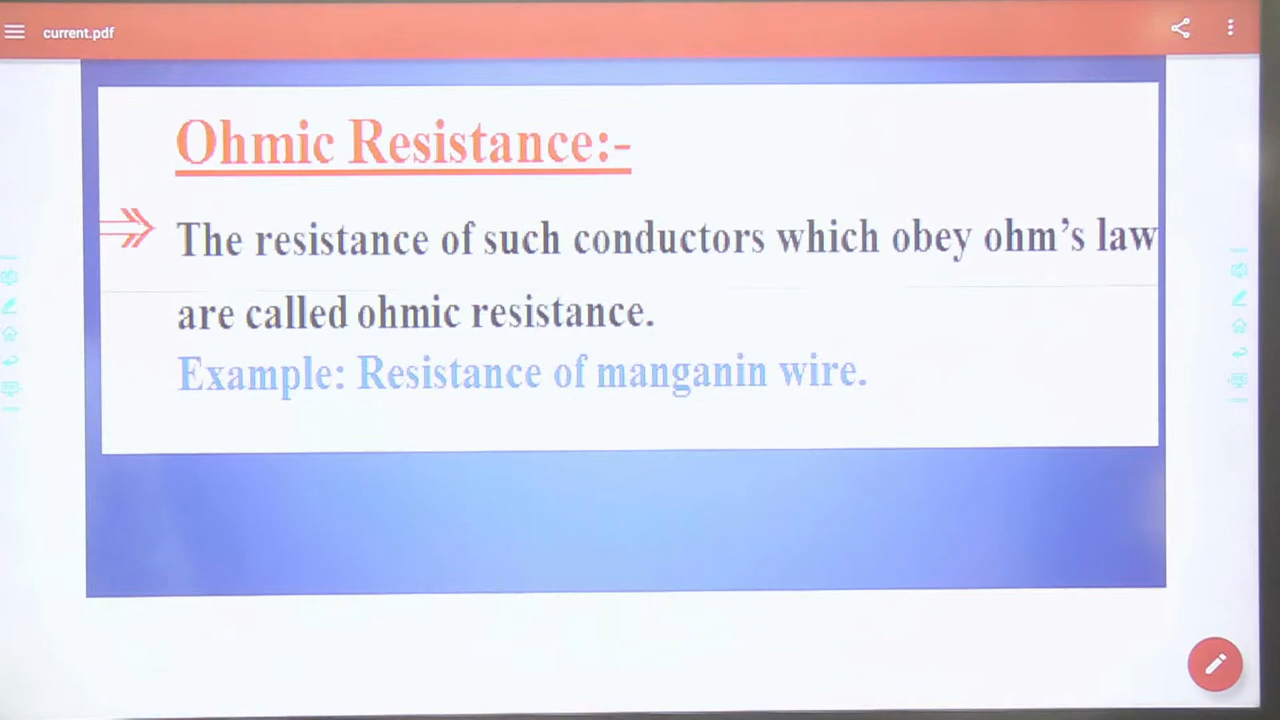 current.pdf
Ohmic Resistance:-
The resistance of such conductors which obey ohm's law
are called ohmic resistance.
Example: Resistance of manganin wire.